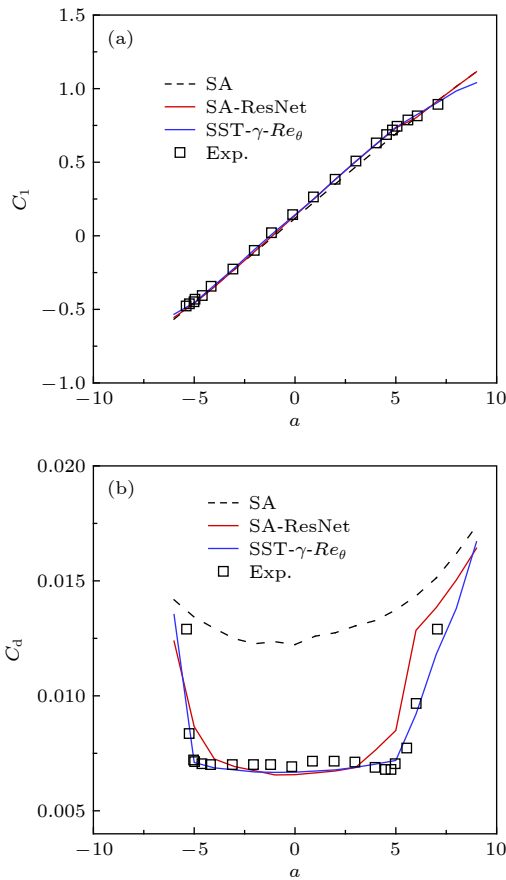 1.5
(a)
SA
SA-ResNet
SST-γ-Reθ
Exp.
1.0
0.5
0
−0.5
−1.0
C1
−10 −5 0 5 10
a
0.020
(b)
SA
SA-ResNet
SST-γ-Reθ
Exp.
0.015
0.010
0.005
Cd
−10 −5 0 5 10
a